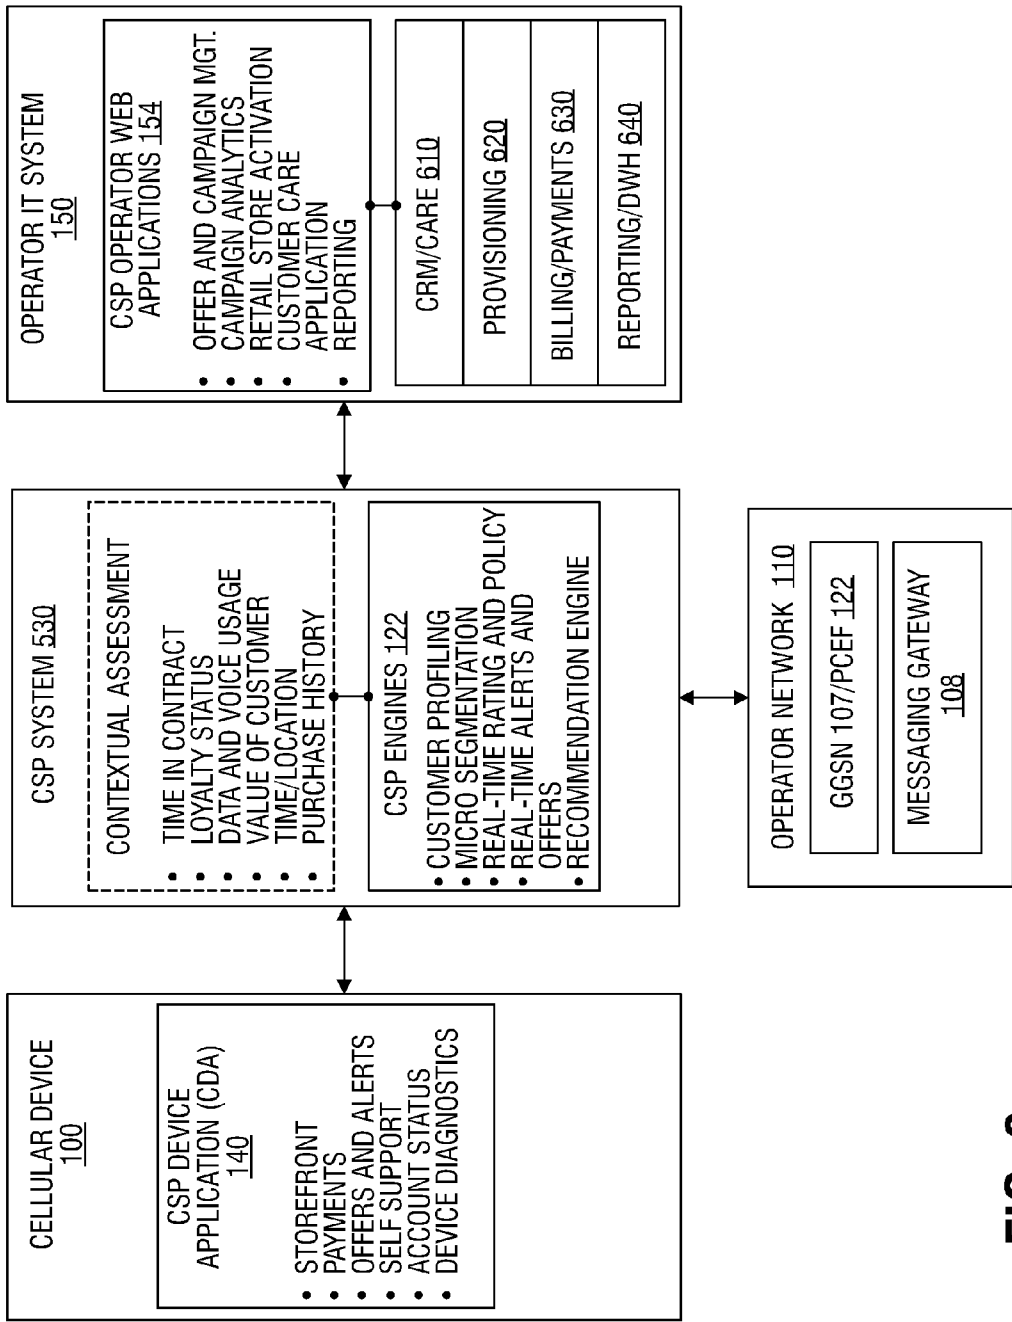 CELLULAR DEVICE
100
CSP DEVICE
APPLICATION (CDA)
140
• STOREFRONT
• PAYMENTS
• OFFERS AND ALERTS
• SELF SUPPORT
• ACCOUNT STATUS
• DEVICE DIAGNOSTICS
CSP SYSTEM 530
CONTEXTUAL ASSESSMENT
• TIME IN CONTRACT
• LOYALTY STATUS
• DATA AND VOICE USAGE
• VALUE OF CUSTOMER
• TIME/LOCATION
• PURCHASE HISTORY
CSP ENGINES 122
• CUSTOMER PROFILING
• MICRO SEGMENTATION
• REAL-TIME RATING AND POLICY
• REAL-TIME ALERTS AND
OFFERS
• RECOMMENDATION ENGINE
OPERATOR IT SYSTEM
150
CSP OPERATOR WEB
APPLICATIONS 154
• OFFER AND CAMPAIGN MGT.
• CAMPAIGN ANALYTICS
• RETAIL STORE ACTIVATION
• CUSTOMER CARE
APPLICATION
• REPORTING
CRM/CARE 610
PROVISIONING 620
BILLING/PAYMENTS 630
REPORTING/DWH 640
OPERATOR NETWORK 110
GGSN 107/PCEF 122
MESSAGING GATEWAY
108